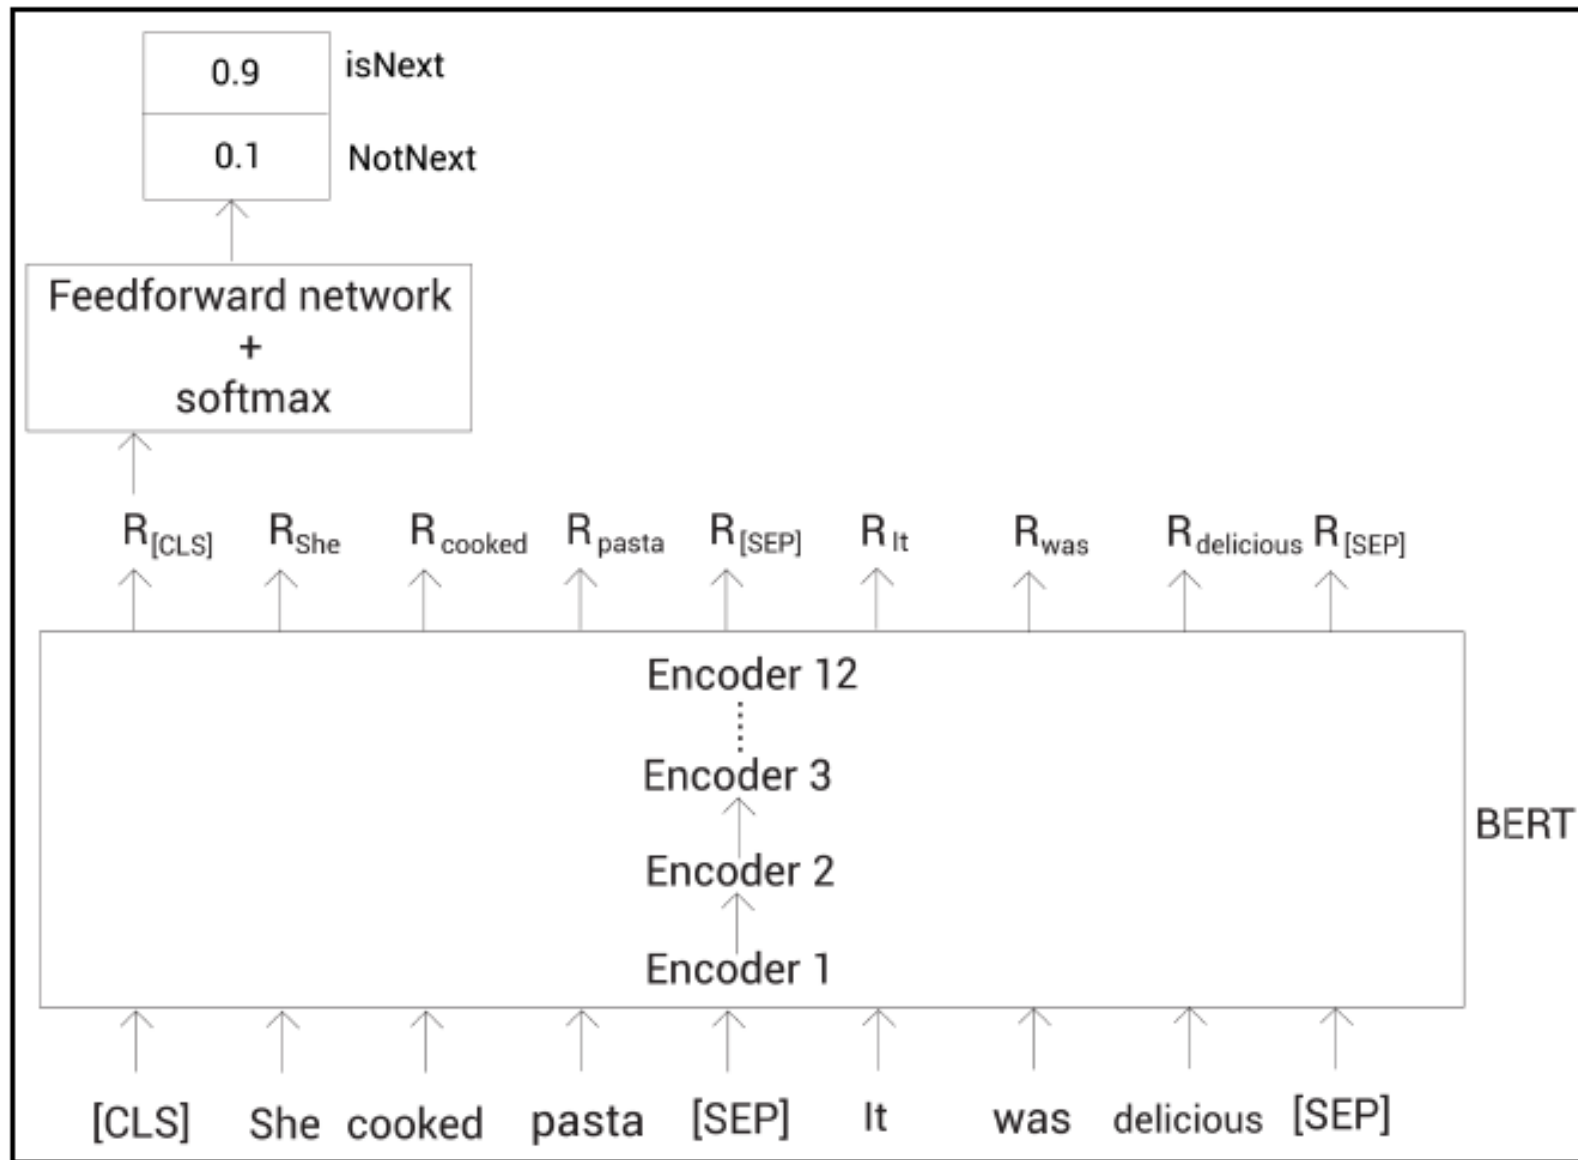 0.9 isNext
0.1 NotNext
Feedforward network
+
softmax
R[CLS] RShe Rcooked Rpasta R[SEP] RIt Rwas Rdelicious R[SEP]
Encoder 12
Encoder 3
BERT
Encoder 2
Encoder 1
[CLS] She cooked pasta [SEP] It was delicious [SEP]